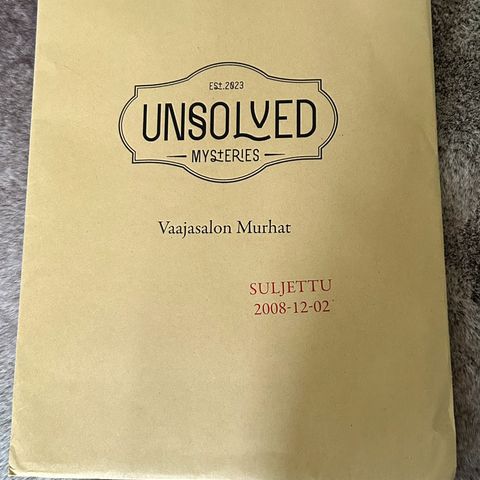 EST.2023
UNSOLVED
MYSTERIES
Vaajasalon Murhat
SULJETTU
2008-12-02